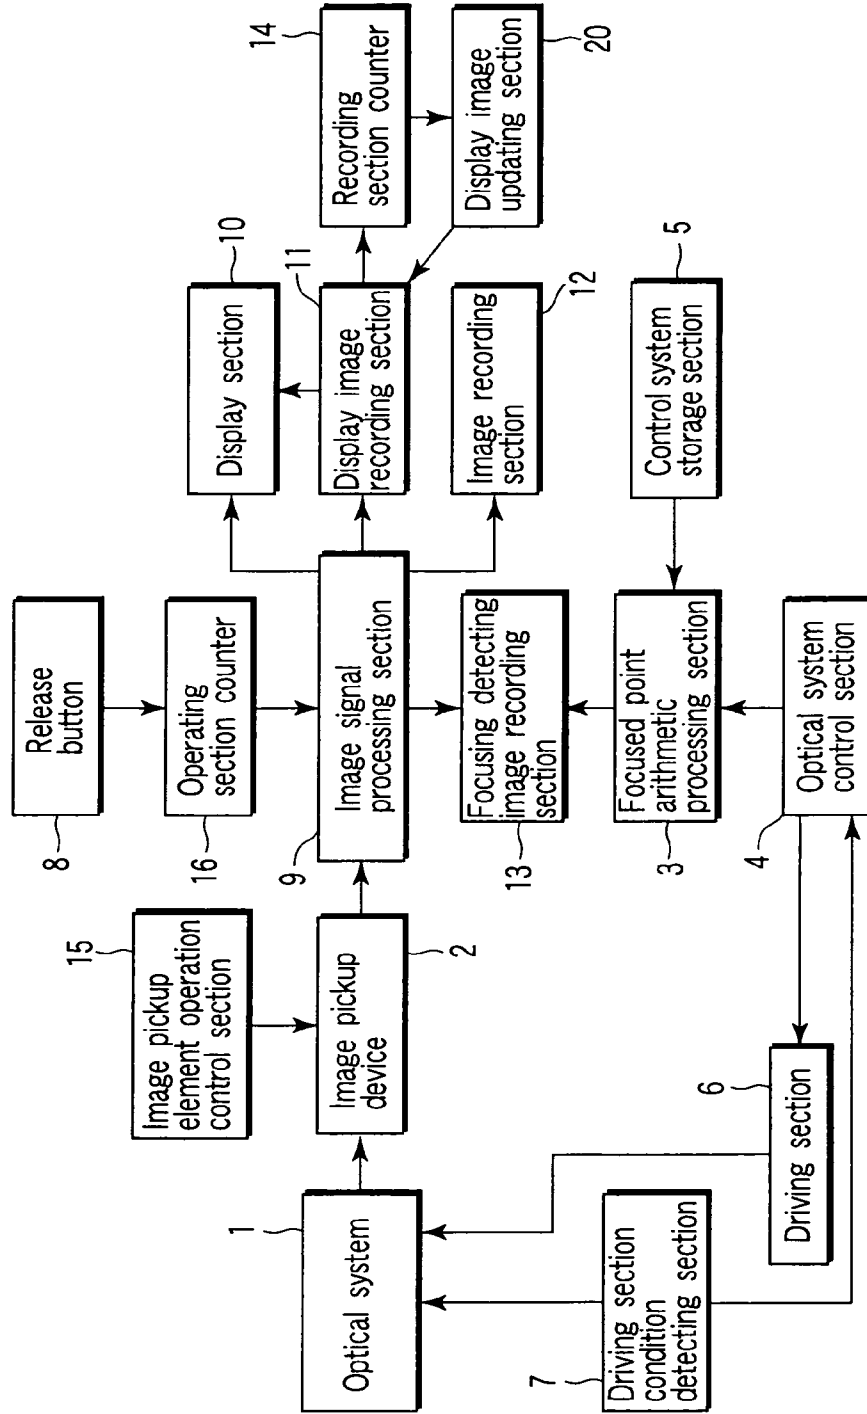 Release
button
8
Operating
section counter
16
15
Image pickup
element operation
control section
Display section
10
Recording
section counter
14
1
Optical system
Image pickup
device
2
Image signal
processing section
9
Display image
recording section
11
Display image
updating section
20
Image recording
section
12
Focusing detecting
image recording
section
13
Focused point
arithmetic
processing section
3
Control system
storage section
5
Driving section
condition
detecting section
7
Driving section
6
Optical system
control section
4